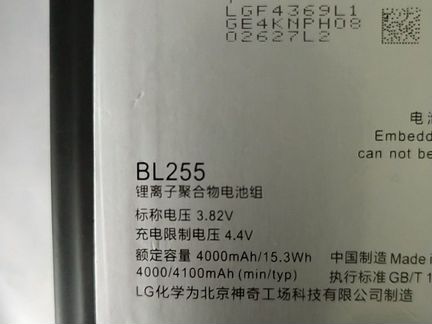 LGF4369L1
GE4KNPH08
02627L2
电池
Embedd
can not be
BL255
锂离子聚合物电池组
标称电压 3.82V
充电限制电压 4.4V
额定容量 4000mAh/15.3Wh 中国制造 Made i
4000/4100mAh (min/typ) 执行标准 GB/T 1
LG化学为北京神奇工场科技有限公司制造